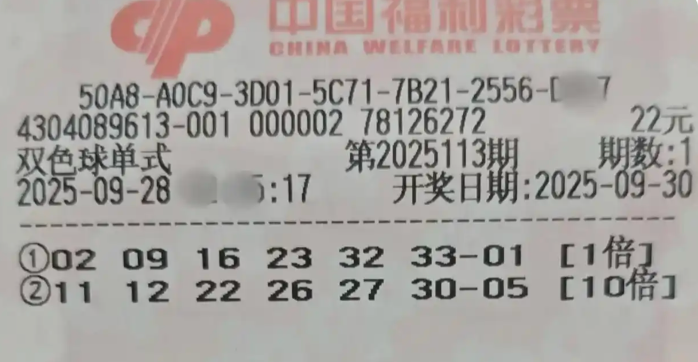 中国福利彩票
CHINA WELFARE LOTTERY
50A8-A0C9-3D01-5C71-7B21-2556- 7
4304089613-001 000002 78126272 22元
双色球单式 第2025113期 期数:1
2025-09-28 :17 开奖日期:2025-09-30
①02 09 16 23 32 33-01 [1倍]
②11 12 22 26 27 30-05 [10倍]